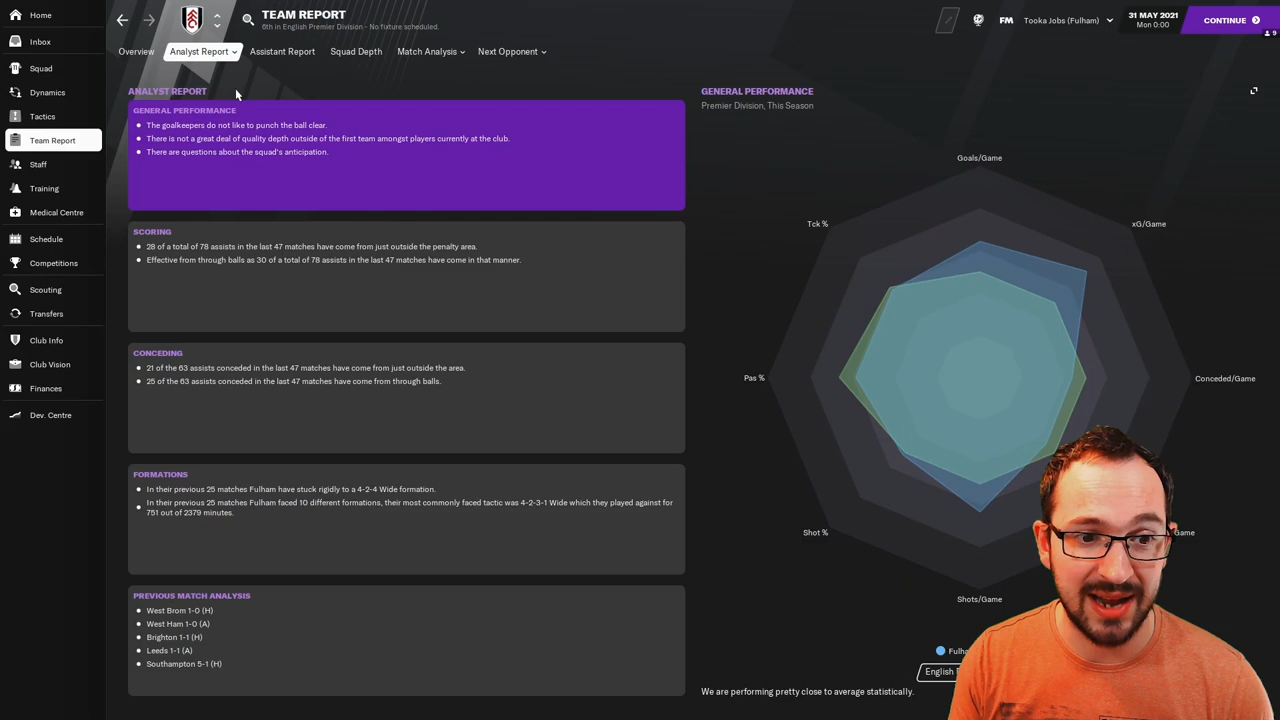 Home
Inbox
Squad
Dynamics
Tactics
Team Report
Staff
Training
Medical Centre
Schedule
Competitions
Scouting
Transfers
Club Info
Club Vision
Finances
Dev. Centre
TEAM REPORT
6th in English Premier Division - No fixture scheduled.
FM
Tooka Jobs (Fulham)
31 MAY 2021
Mon 0:00
CONTINUE
9
Overview
Analyst Report
Assistant Report
Squad Depth
Match Analysis
Next Opponent
ANALYST REPORT
GENERAL PERFORMANCE
The goalkeepers do not like to punch the ball clear.
There is not a great deal of quality depth outside of the first team amongst players currently at the club.
There are questions about the squad's anticipation.
SCORING
28 of a total of 78 assists in the last 47 matches have come from just outside the penalty area.
Effective from through balls as 30 of a total of 78 assists in the last 47 matches have come in that manner.
CONCEDING
21 of the 63 assists conceded in the last 47 matches have come from just outside the area.
25 of the 63 assists conceded in the last 47 matches have come from through balls.
FORMATIONS
In their previous 25 matches Fulham have stuck rigidly to a 4-2-4 Wide formation.
In their previous 25 matches Fulham faced 10 different formations, their most commonly faced tactic was 4-2-3-1 Wide which they played against for
751 out of 2379 minutes.
PREVIOUS MATCH ANALYSIS
West Brom 1-0 (H)
West Ham 1-0 (A)
Brighton 1-1 (H)
Leeds 1-1 (A)
Southampton 5-1 (H)
GENERAL PERFORMANCE
Premier Division, This Season
Goals/Game
Tck %
xG/Game
Pas %
Conceded/Game
Shot %
Game
Shots/Game
Fulh
English
We are performing pretty close to average statistically.